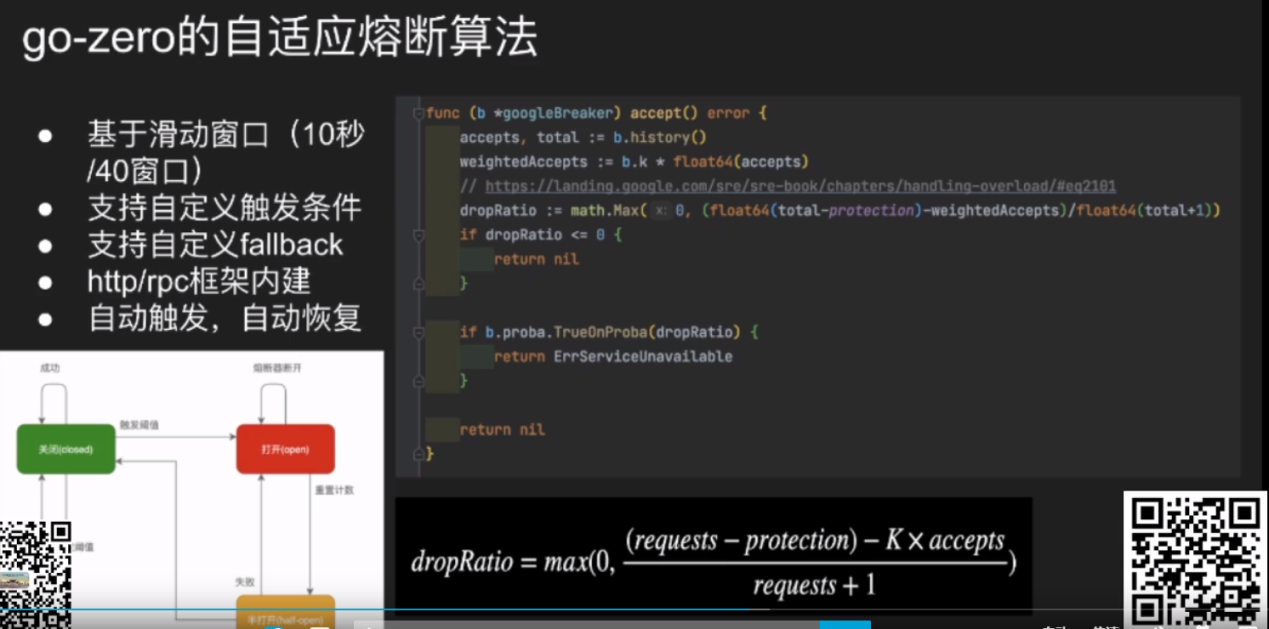 go-zero的自适应熔断算法
● 基于滑动窗口（10秒
/40窗口）
● 支持自定义触发条件
● 支持自定义fallback
● http/rpc框架内建
● 自动触发，自动恢复
func (b *googleBreaker) accept() error {
accepts, total := b.history()
weightedAccepts := b.k * float64(accepts)
// https://landing.google.com/sre/sre-book/chapters/handling-overload/#eq2101
dropRatio := math.Max( x: 0, (float64(total-protection)-weightedAccepts)/float64(total+1))
if dropRatio <= 0 {
return nil
}
if b.proba.TrueOnProba(dropRatio) {
return ErrServiceUnavailable
}
return nil
}
成功
熔断器断开
触发阈值
关闭(closed)
打开(open)
重置计数
阈值
失败
半打开(half-open)
dropRatio = max(0, (requests − protection) − K × accepts / requests + 1)